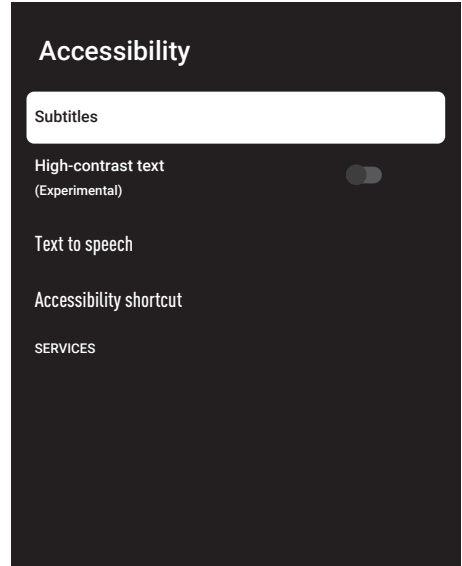 Accessibility
Subtitles
High-contrast text
(Experimental)
Text to speech
Accessibility shortcut
SERVICES